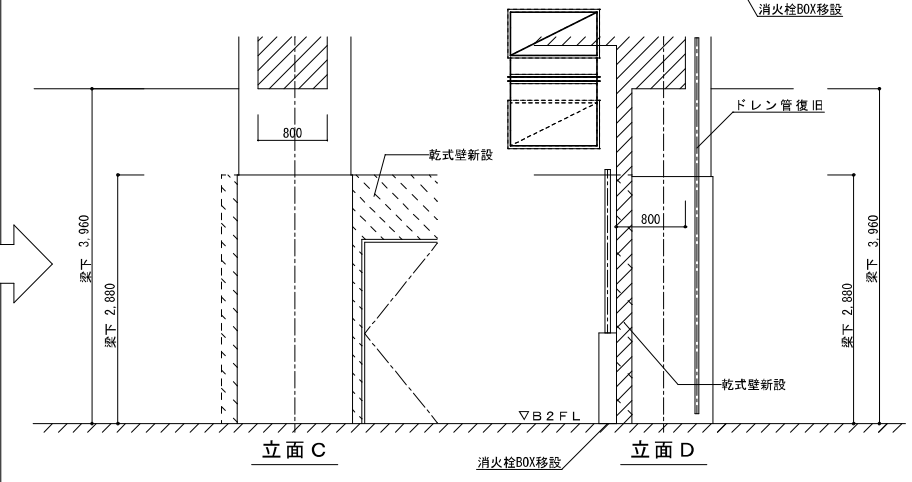 消火栓BOX移設
ドレン管復旧
800
乾式壁新設
800
梁下 3,960
梁下 2,880
梁下 2,880
梁下 3,960
乾式壁新設
▽B2FL
立面C
消火栓BOX移設
立面D